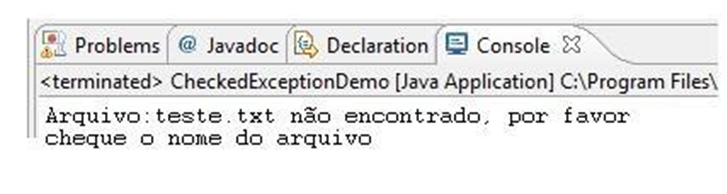 Problems @ Javadoc Declaration Console
<terminated> CheckedExceptionDemo [Java Application] C:\Program Files\
Arquivo:teste.txt não encontrado, por favor
cheque o nome do arquivo